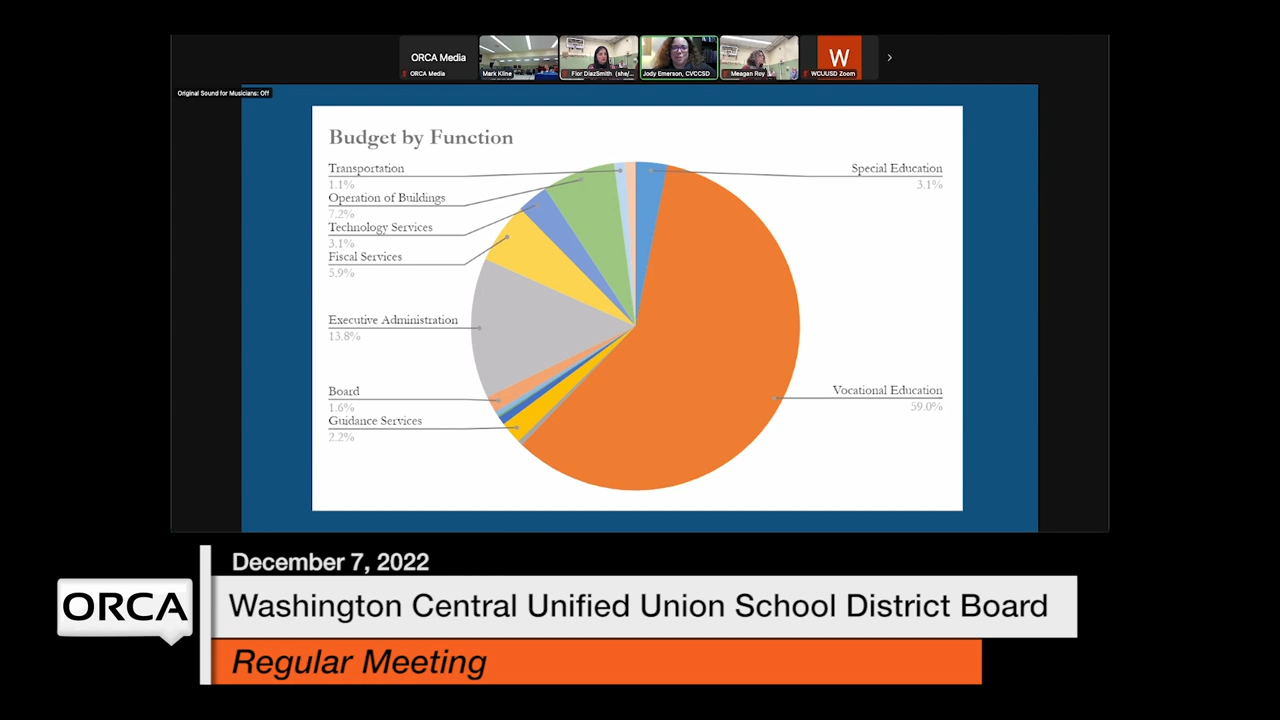 ORCA Media
ORCA Media
Mark Kline
Flor DiazSmith (she/...
Jody Emerson, CVCCSD
Meagan Roy
W
WCUUSD Zoom
Original Sound for Musicians: Off
Budget by Function
Transportation
1.1%
Operation of Buildings
7.2%
Technology Services
3.1%
Fiscal Services
5.9%
Executive Administration
13.8%
Board
1.6%
Guidance Services
2.2%
Special Education
3.1%
Vocational Education
59.0%
December 7, 2022
ORCA
Washington Central Unified Union School District Board
Regular Meeting